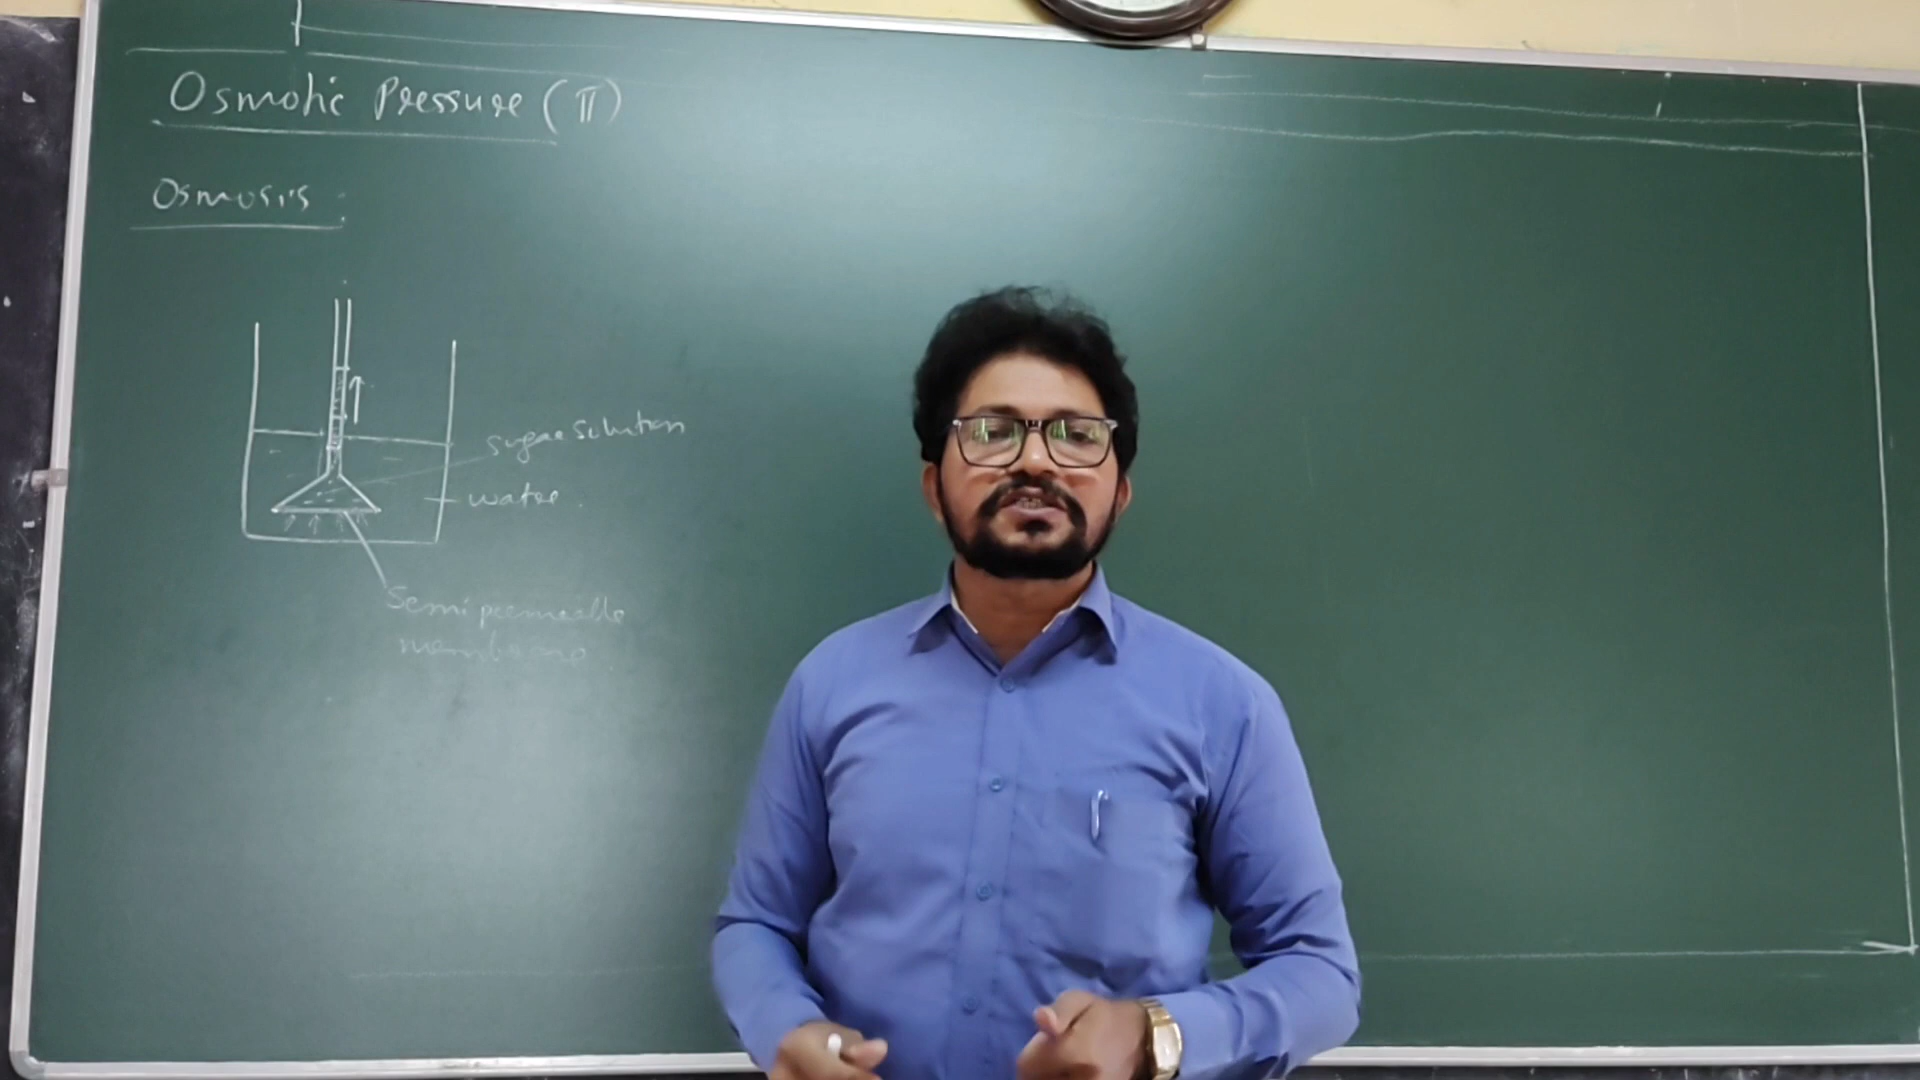 Osmotic Pressure (π)
Osmosis :
sugar solution
water
Semi permeable
membrane